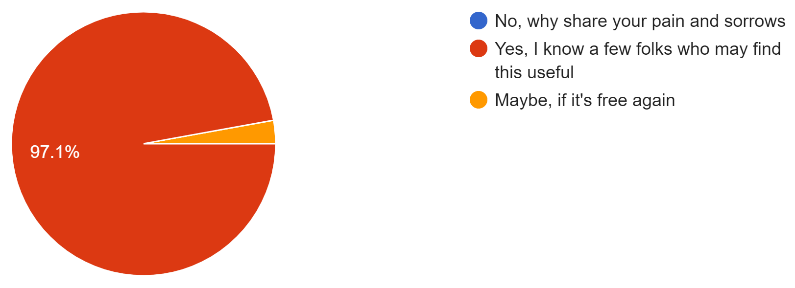 No, why share your pain and sorrows
Yes, I know a few folks who may find
this useful
Maybe, if it's free again
97.1%